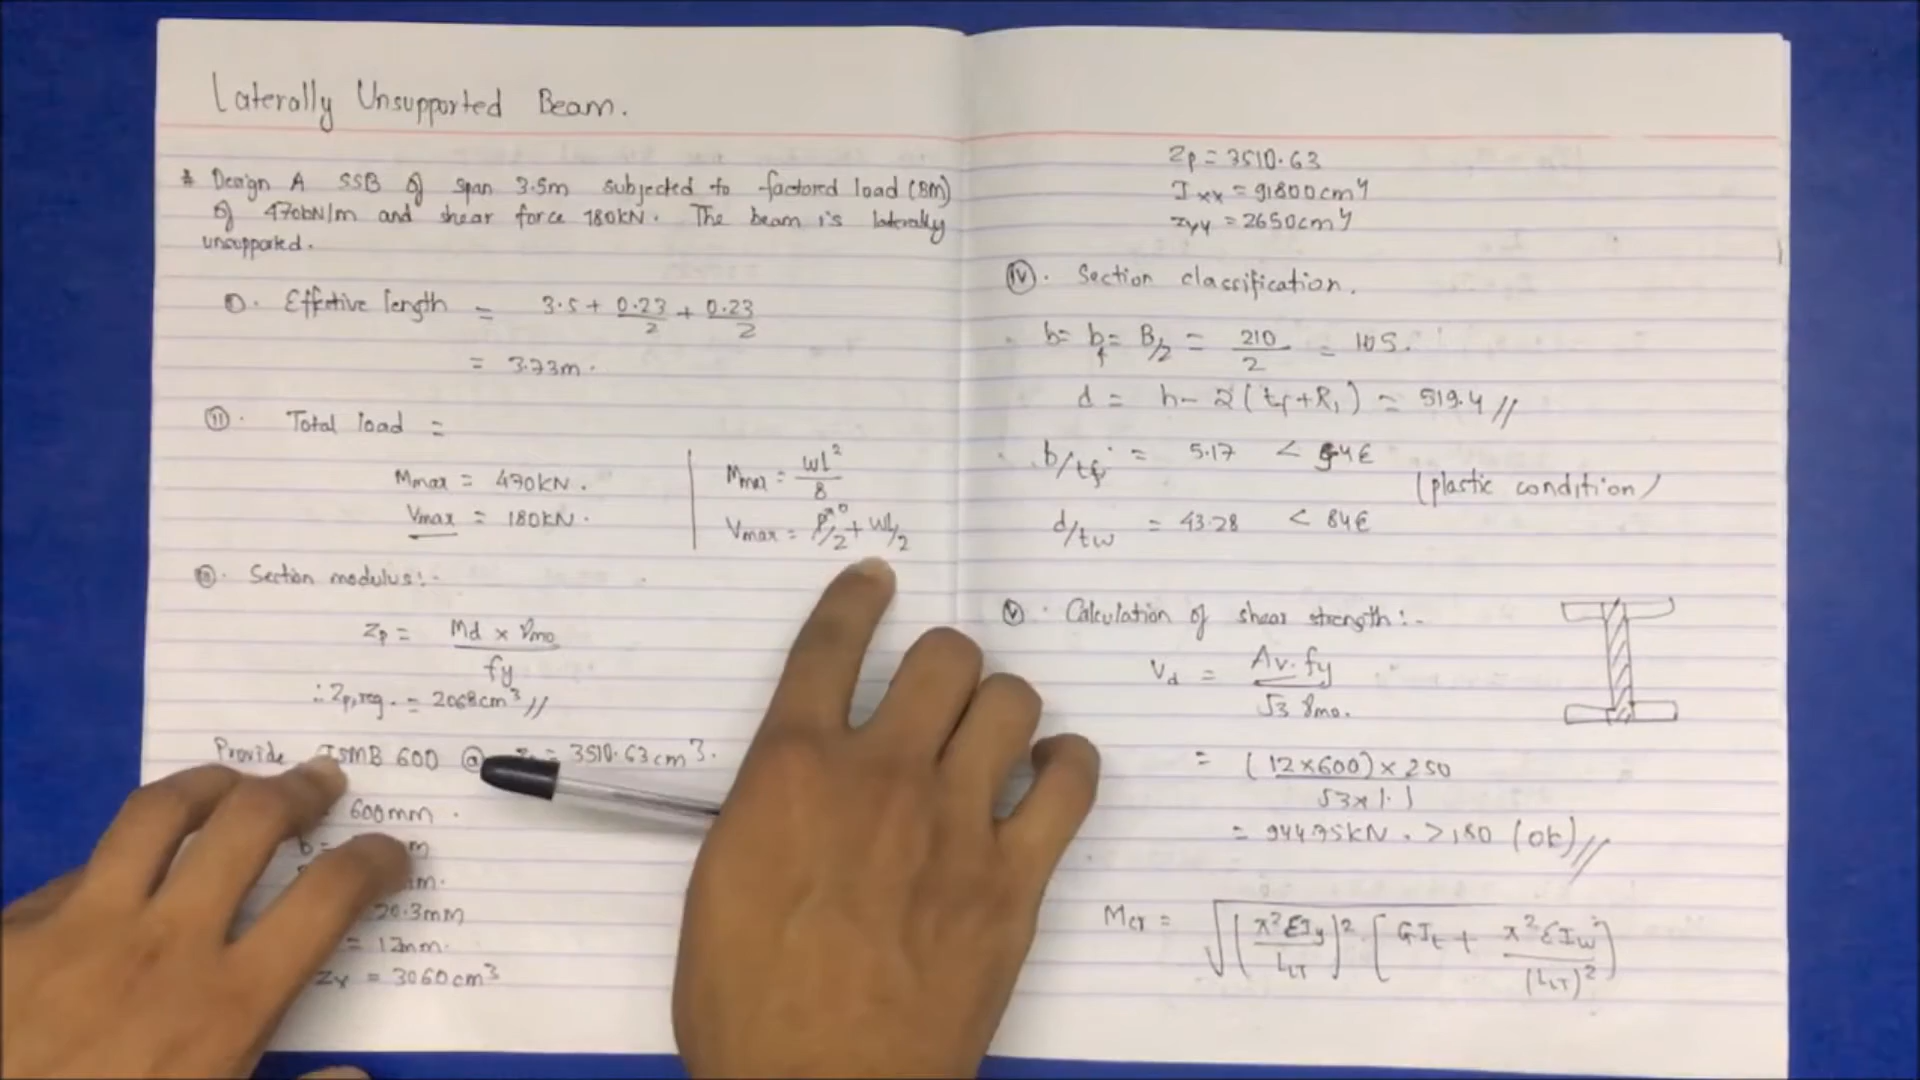 Laterally Unsupported Beam.
* Design A SSB of span 3.5m subjected to factored load (BM)
of 470kN/m and shear force 180kN. The beam is laterally
unsupported.
①. Effective length = 3.5 + 0.23/2 + 0.23/2
= 3.73m.
②. Total load =
Mmax = 470kN.
Vmax = 180kN.
Mmax = wl²/8
Vmax = P/2 + wl/2
③. Section modulus:-
Zp = Md × γmo / fy
∴ Zp,req. = 2068cm³//
Provide ISMB 600 @ = 3510.63cm³.
600mm.
b =
20.3mm
= 12mm.
Zx = 3060cm³
Zp = 3510.63
Ixx = 91800cm4
Zyy = 2650cm4
(iv). Section classification.
b = bf = B/2 = 210/2 = 105.
d = h - 2(tf+R1) = 519.4//
b/tf = 5.17 < 9.4ε
(plastic condition)
d/tw = 43.28 < 84ε
(v). Calculation of shear strength:-
Vd = Av.fy / √3 γmo.
= (12×600)×250 / √3×1.1
= 944.75kN. > 180 (ok)//
Mcr = √(π²EIy/LLT)² [GIt + π²EIw/(LLT)²]